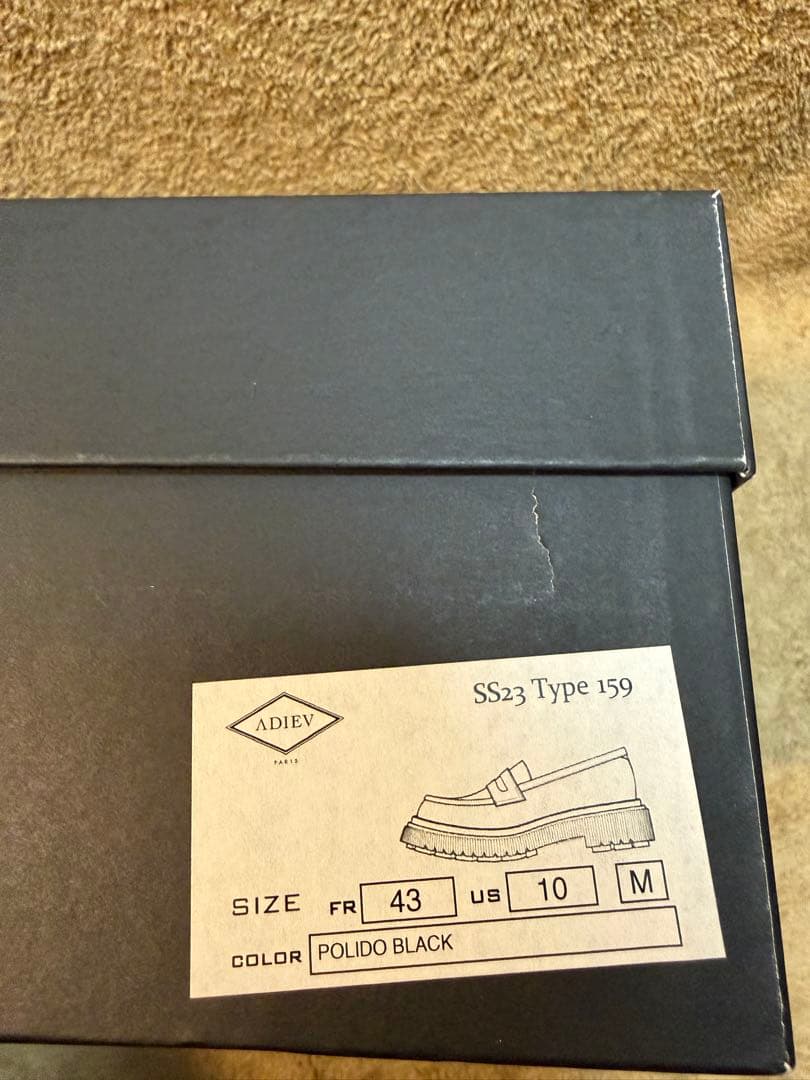 SS23 Type 159
ADIEV
PARIS
SIZE FR 43 US 10 M
COLOR POLIDO BLACK